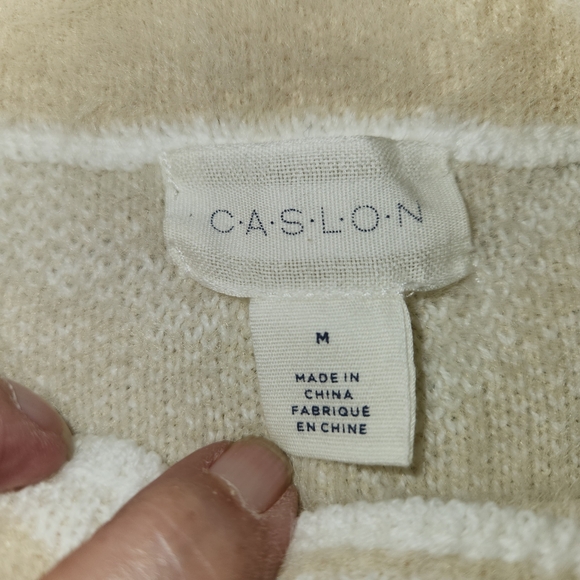 C·A·S·L·O·N
M
MADE IN
CHINA
FABRIQUÉ
EN CHINE